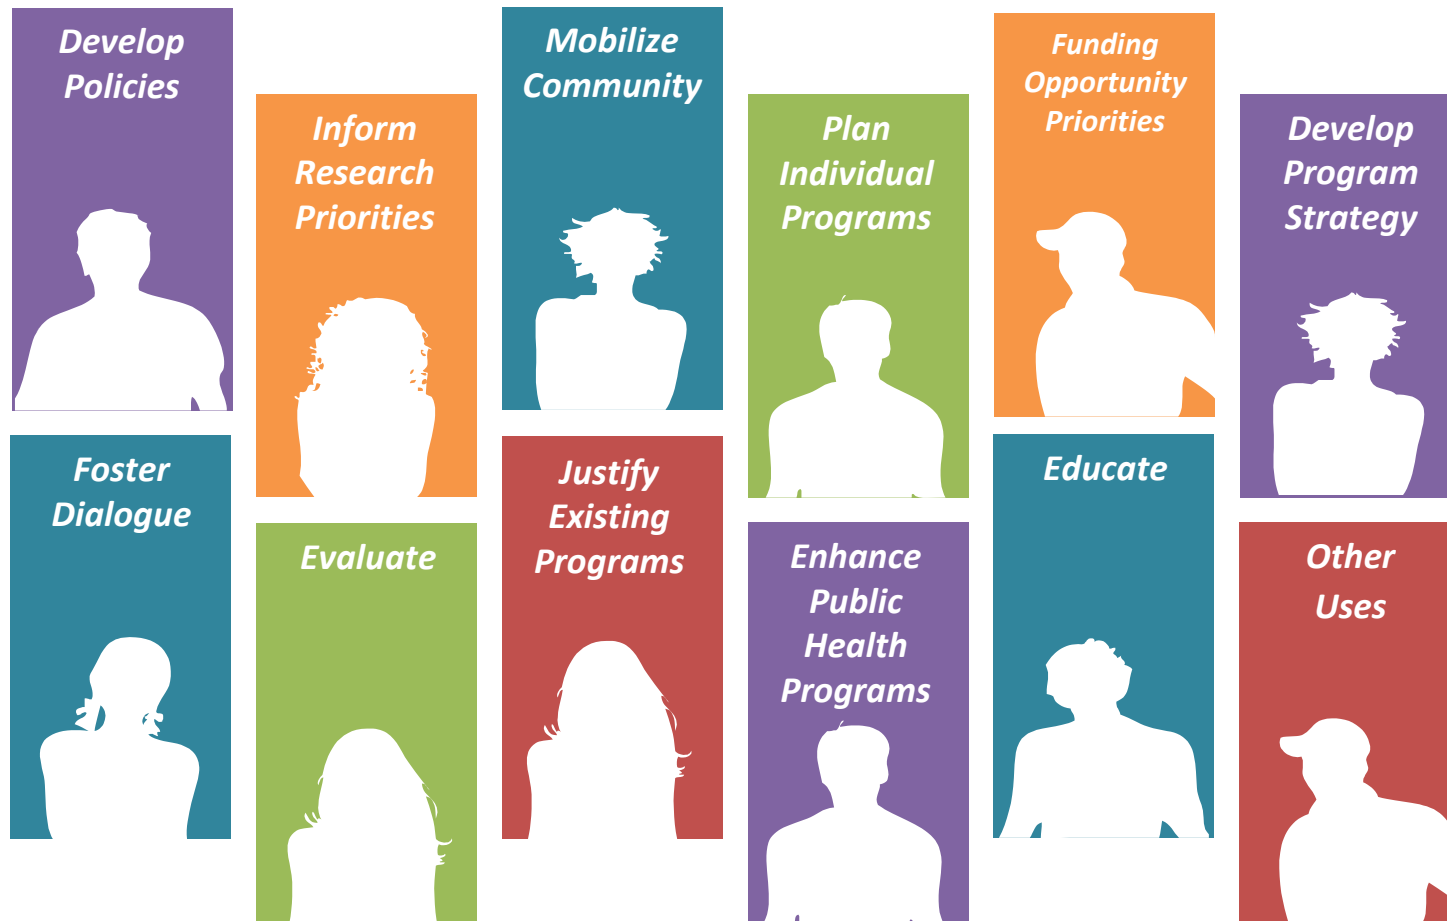 Develop
Policies
Inform
Research
Priorities
Mobilize
Community
Plan
Individual
Programs
Funding
Opportunity
Priorities
Develop
Program
Strategy
Foster
Dialogue
Evaluate
Justify
Existing
Programs
Enhance
Public
Health
Programs
Educate
Other
Uses